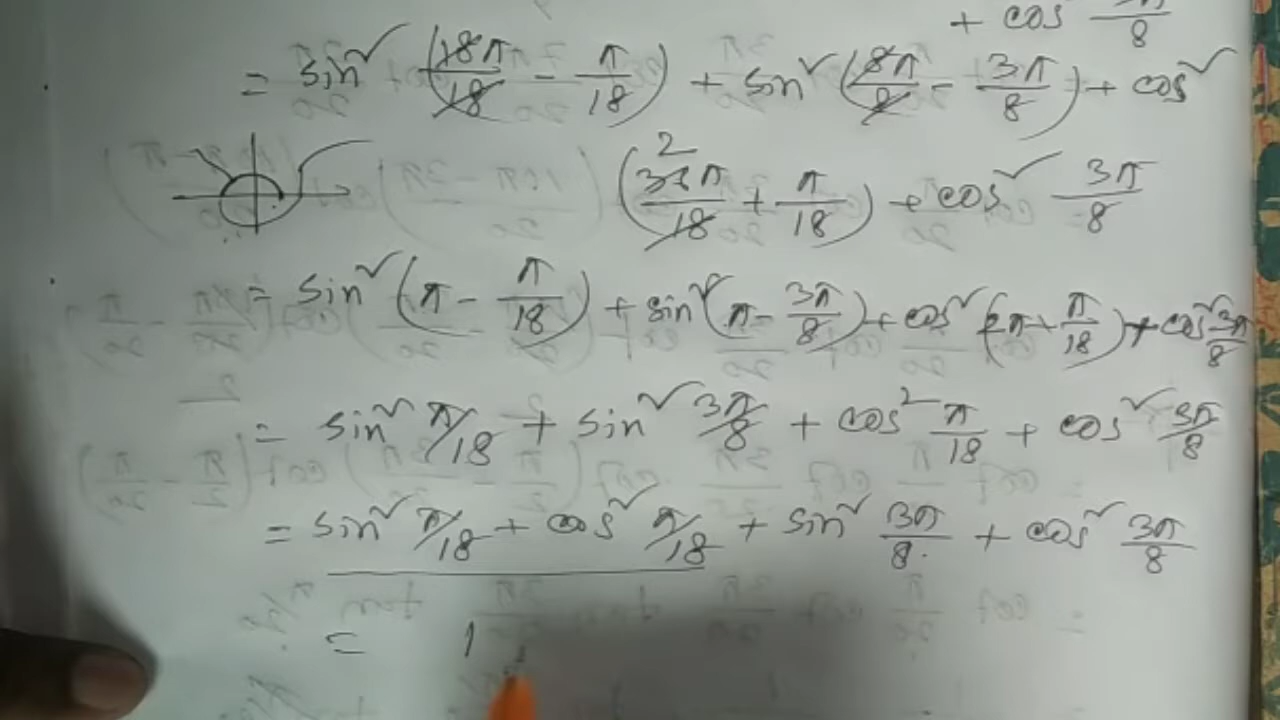 + cos 3π/8
= sin² (18π/18 - π/18) + sin² (8π/8 - 3π/8) + cos²
(2 π/18 + π/18) + cos² 3π/8
= sin² (π - π/18) + sin² (π - 3π/8) + cos² (2π + π/18) + cos² 3π/8
= sin² π/18 + sin² 3π/8 + cos² π/18 + cos² 3π/8
= sin² π/18 + cos² π/18 + sin² 3π/8 + cos² 3π/8
= 1